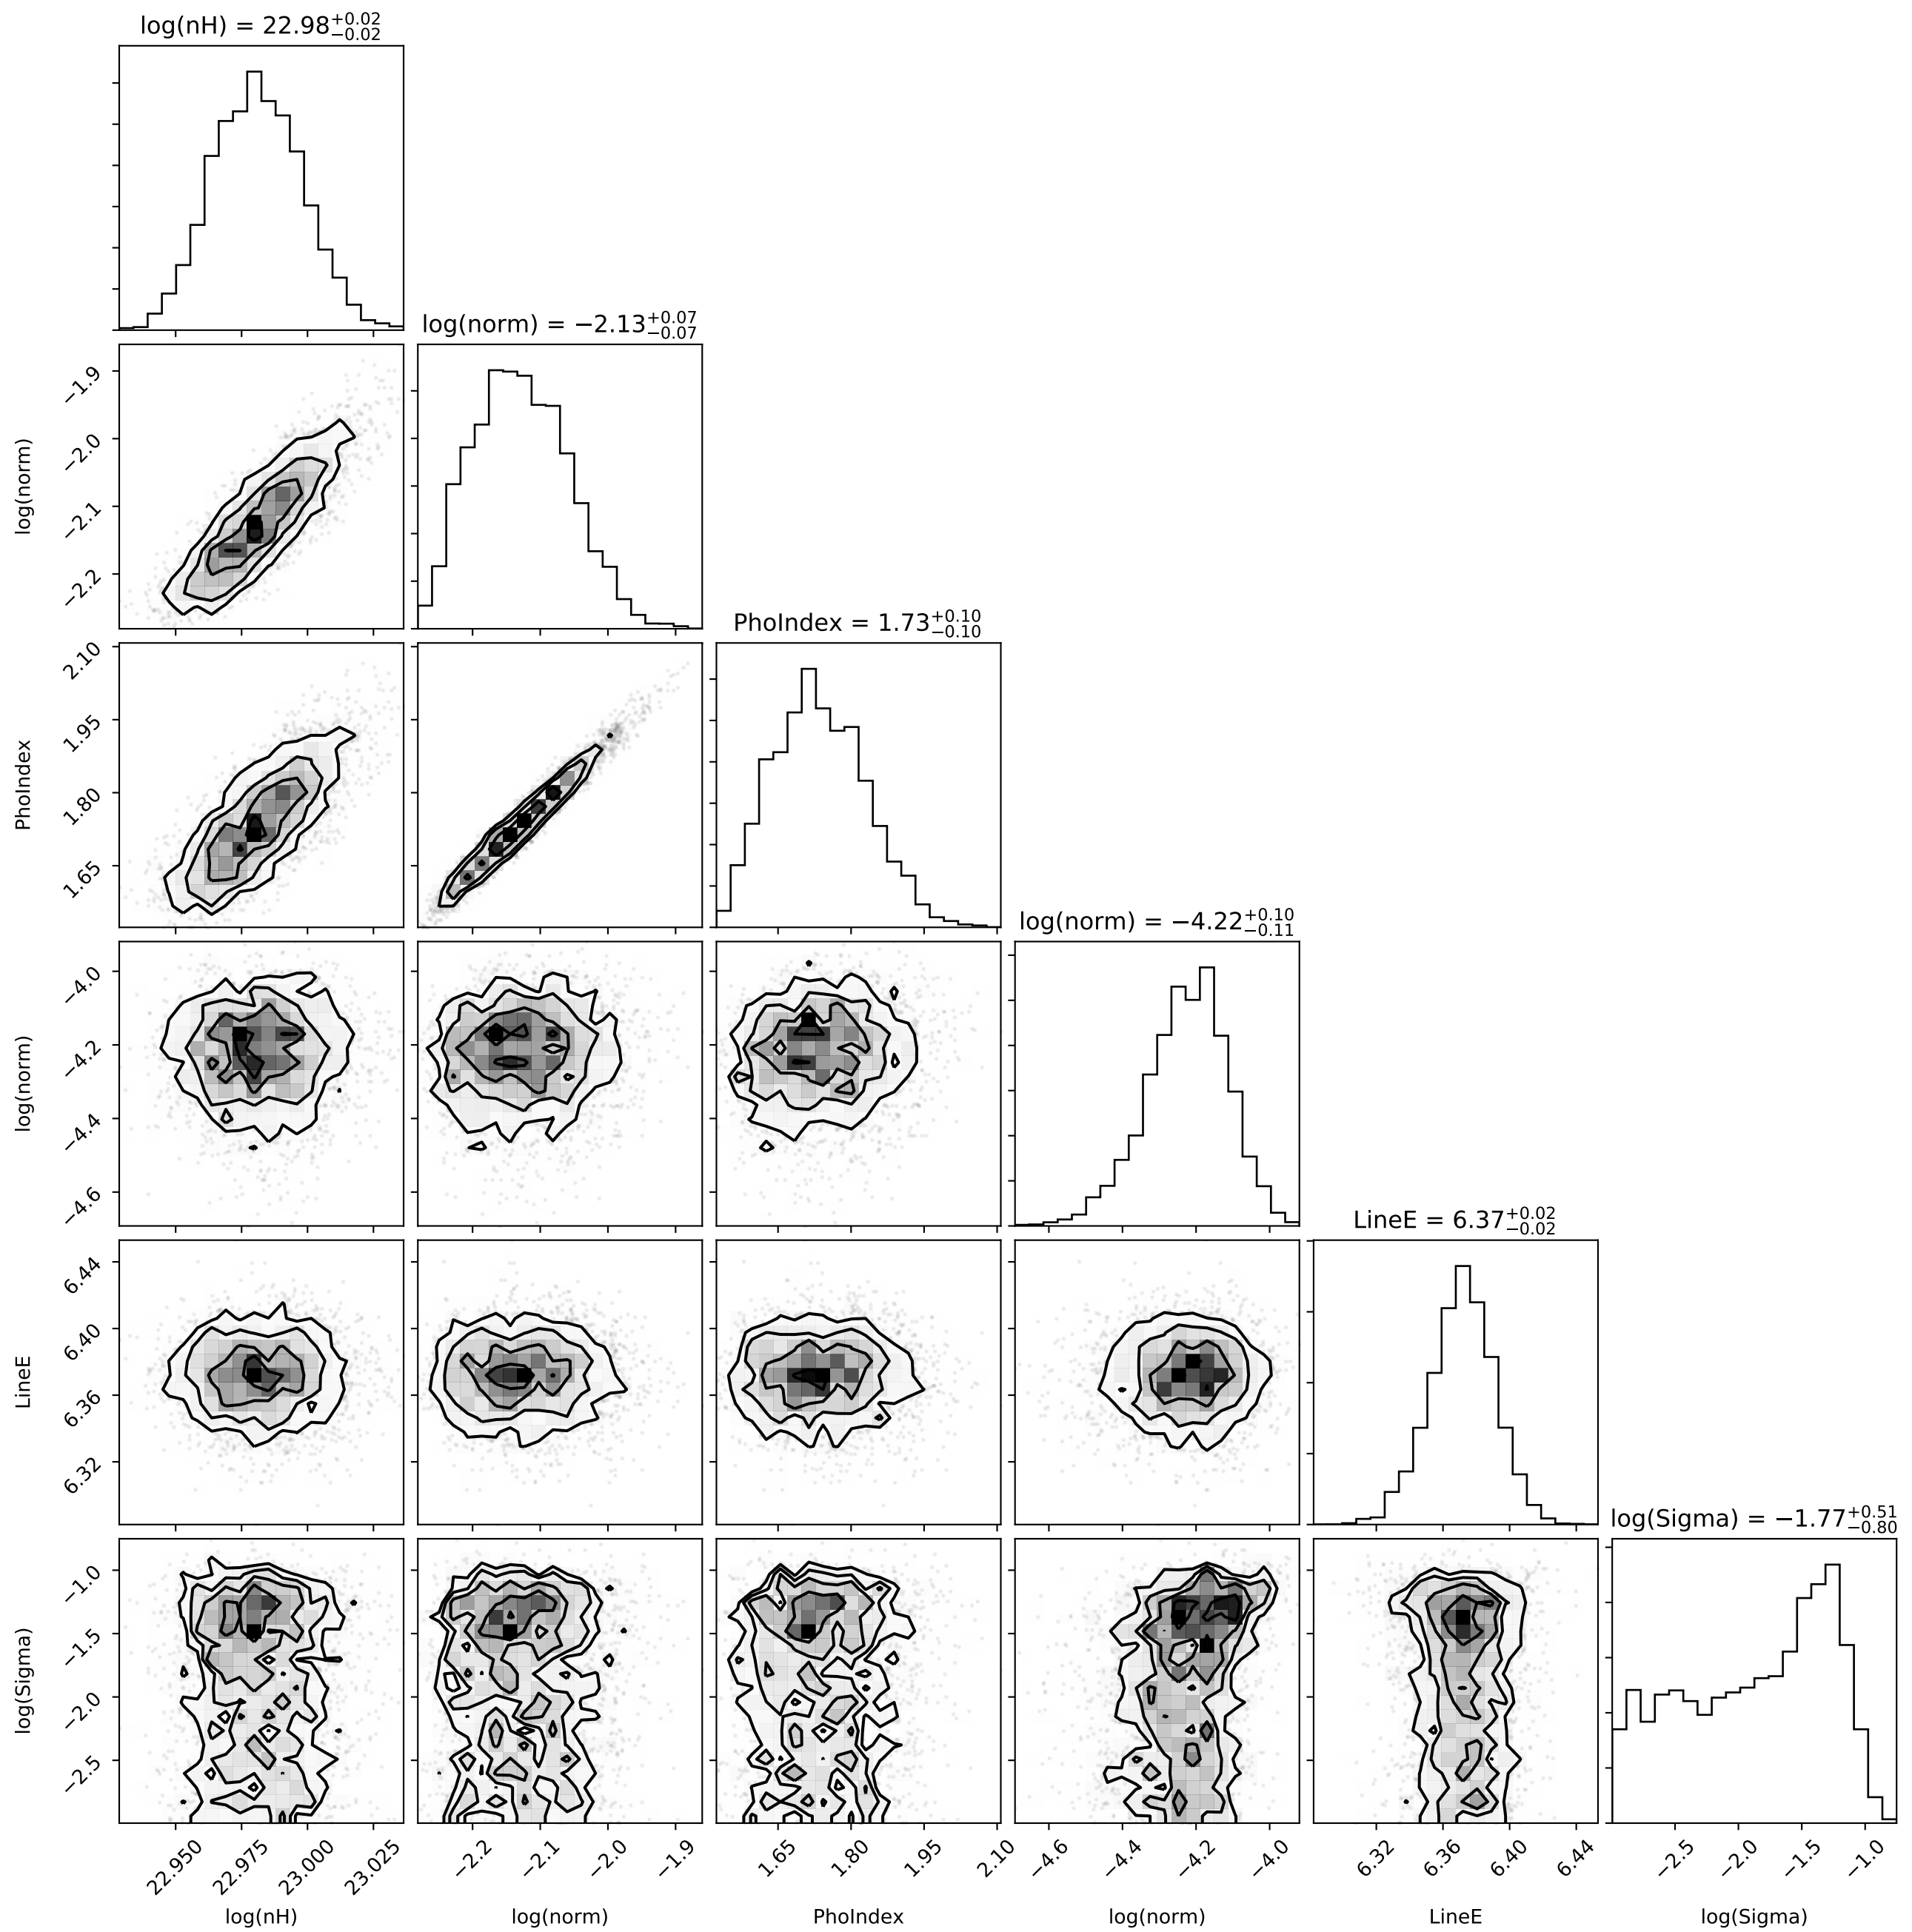 log(nH) = 22.98+0.02−0.02
log(norm) = −2.13+0.07−0.07
−1.9
−2.0
−2.1
−2.2
log(norm)
PhoIndex = 1.73+0.10−0.10
2.10
1.95
1.80
1.65
PhoIndex
log(norm) = −4.22+0.10−0.11
−4.0
−4.2
−4.4
−4.6
log(norm)
LineE = 6.37+0.02−0.02
6.44
6.40
6.36
6.32
LineE
log(Sigma) = −1.77+0.51−0.80
−1.0
−1.5
−2.0
−2.5
log(Sigma)
22.950 22.975 23.000 23.025 −2.2 −2.1 −2.0 −1.9 1.65 1.80 1.95 2.10 −4.6 −4.4 −4.2 −4.0 6.32 6.36 6.40 6.44 −2.5 −2.0 −1.5 −1.0
log(nH) log(norm) PhoIndex log(norm) LineE log(Sigma)